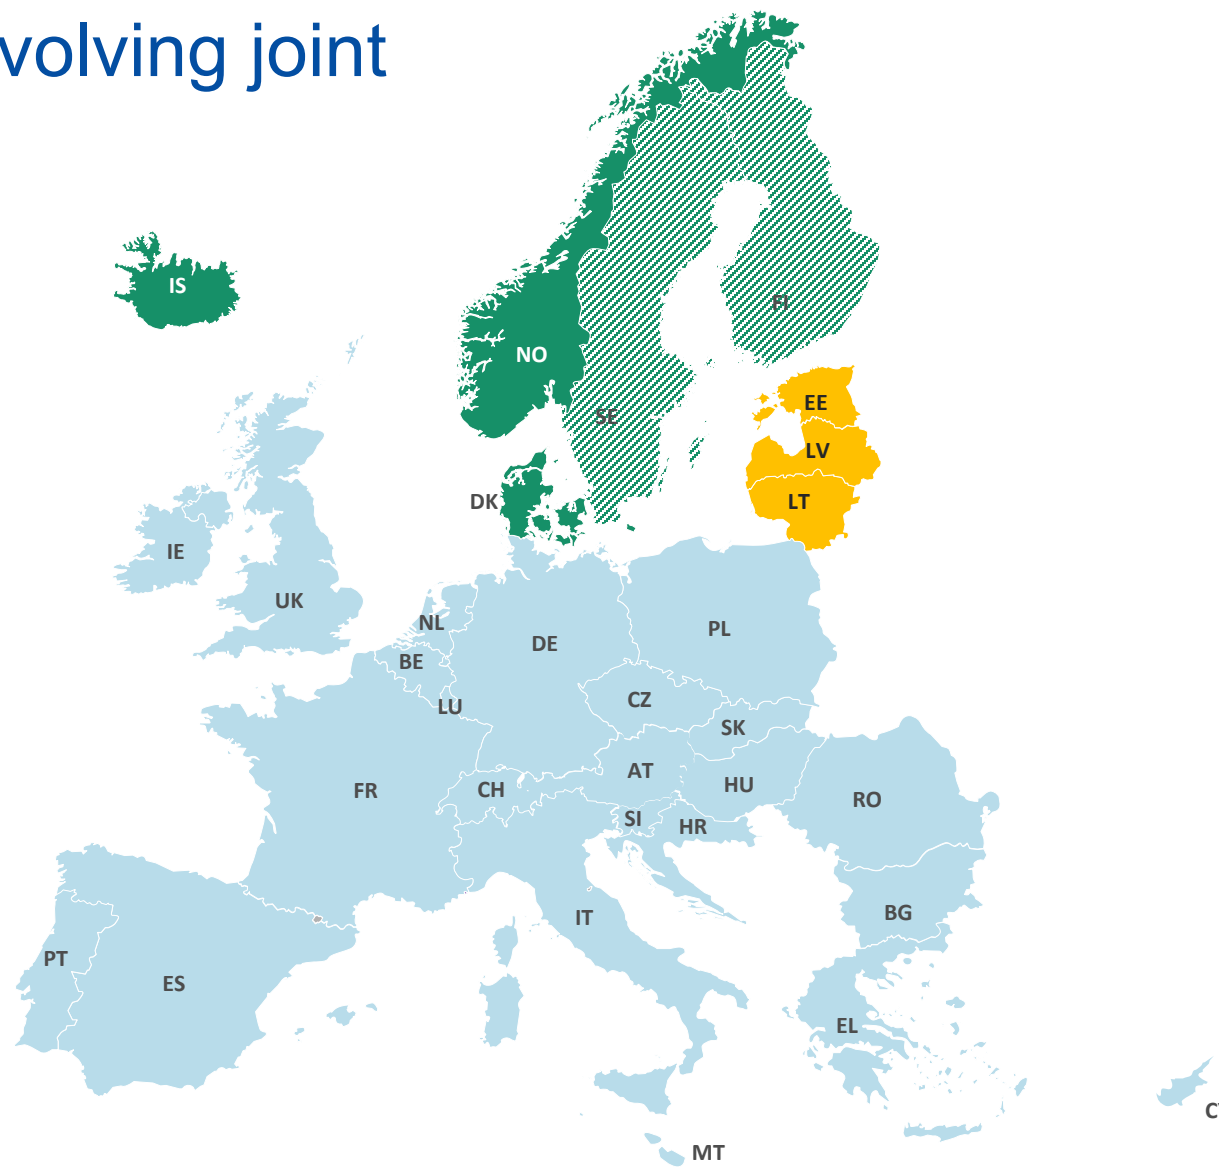 volving joint
IS
NO
FI
SE
EE
LV
LT
DK
IE
UK
NL
DE
PL
BE
LU
CZ
SK
FR
CH
AT
HU
RO
SI
HR
IT
BG
PT
ES
EL
MT